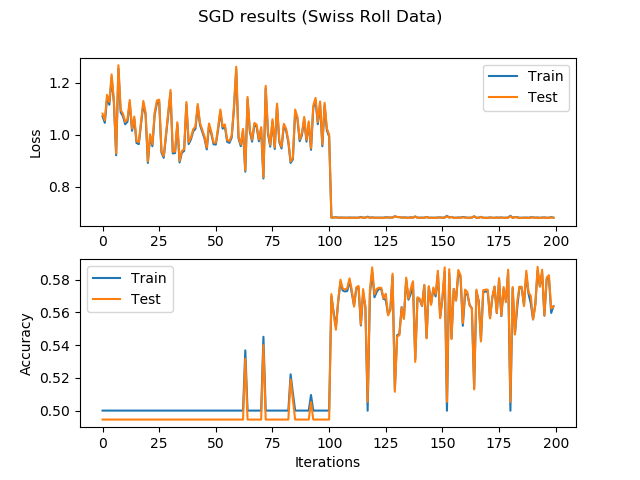 SGD results (Swiss Roll Data)
1.2
1.0
0.8
Loss
Train
Test
0 25 50 75 100 125 150 175 200
0.58
0.56
0.54
0.52
0.50
Accuracy
Train
Test
0 25 50 75 100 125 150 175 200
Iterations